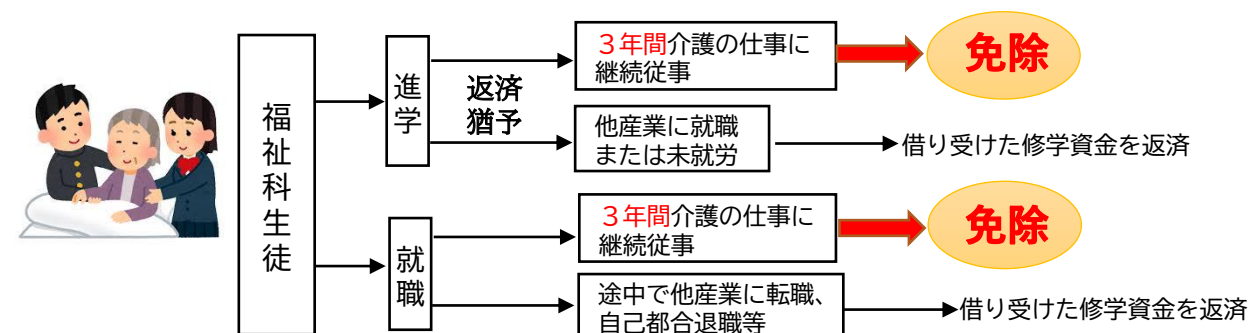 福祉科生徒
進学
返済
猶予
３年間介護の仕事に
継続従事
免除
他産業に就職
または未就労
借り受けた修学資金を返済
就職
３年間介護の仕事に
継続従事
免除
途中で他産業に転職、
自己都合退職等
借り受けた修学資金を返済